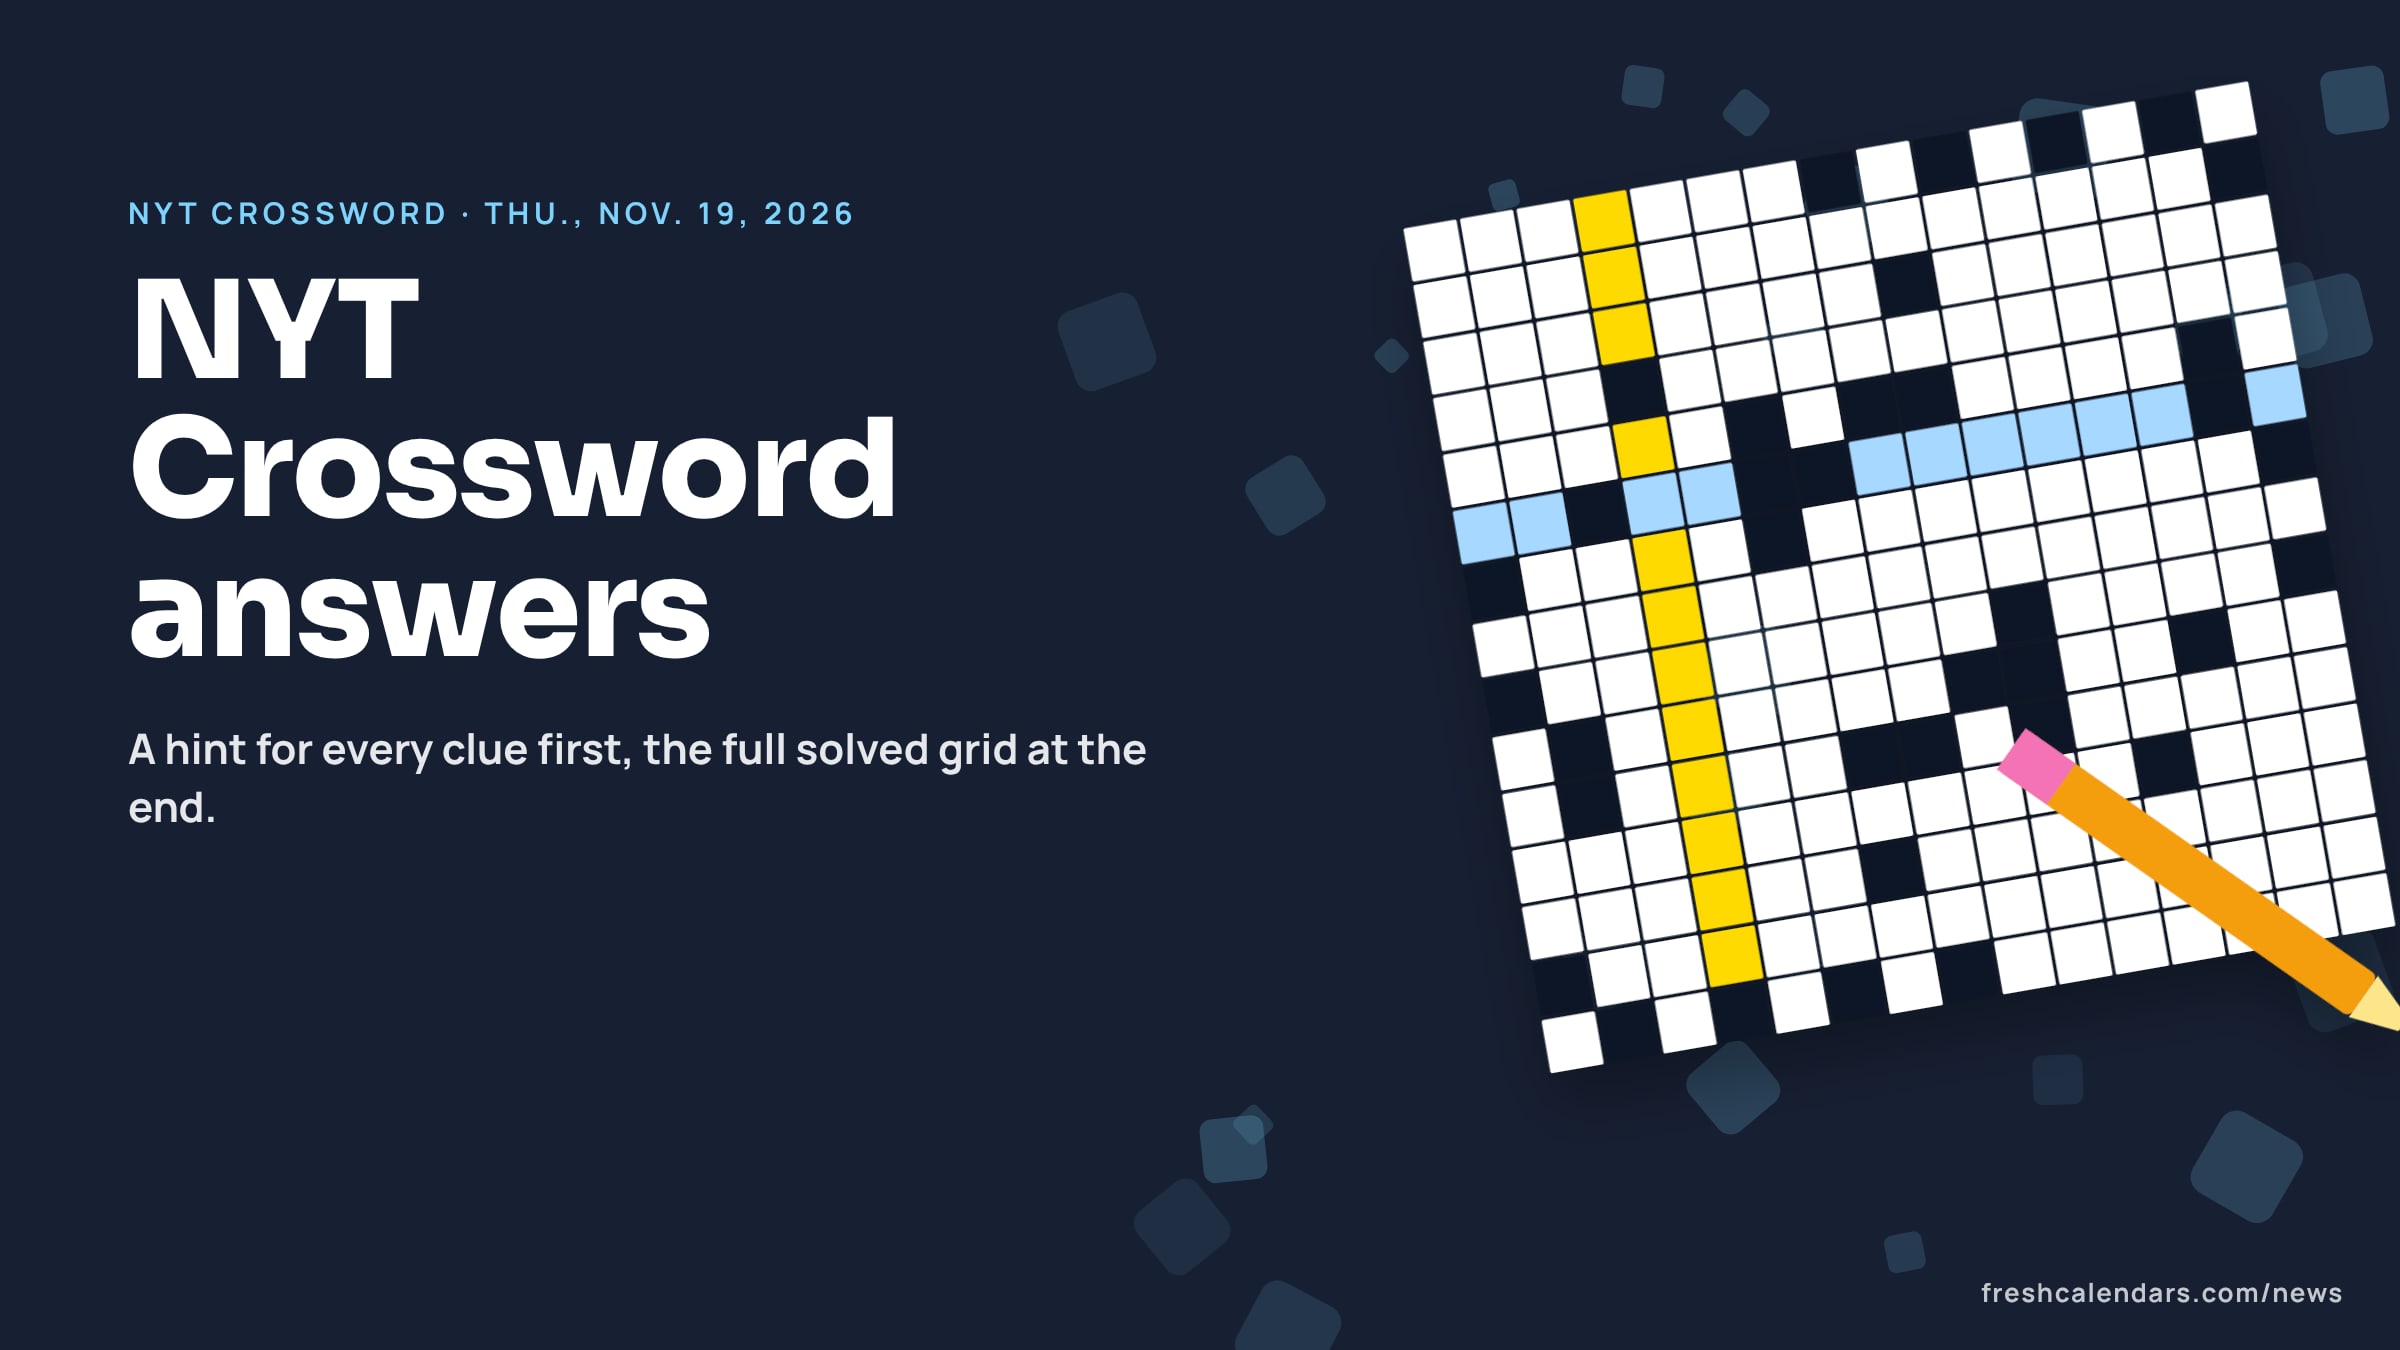 NYT CROSSWORD · THU., NOV. 19, 2026
NYT
Crossword
answers
A hint for every clue first, the full solved grid at the
end.
freshcalendars.com/news